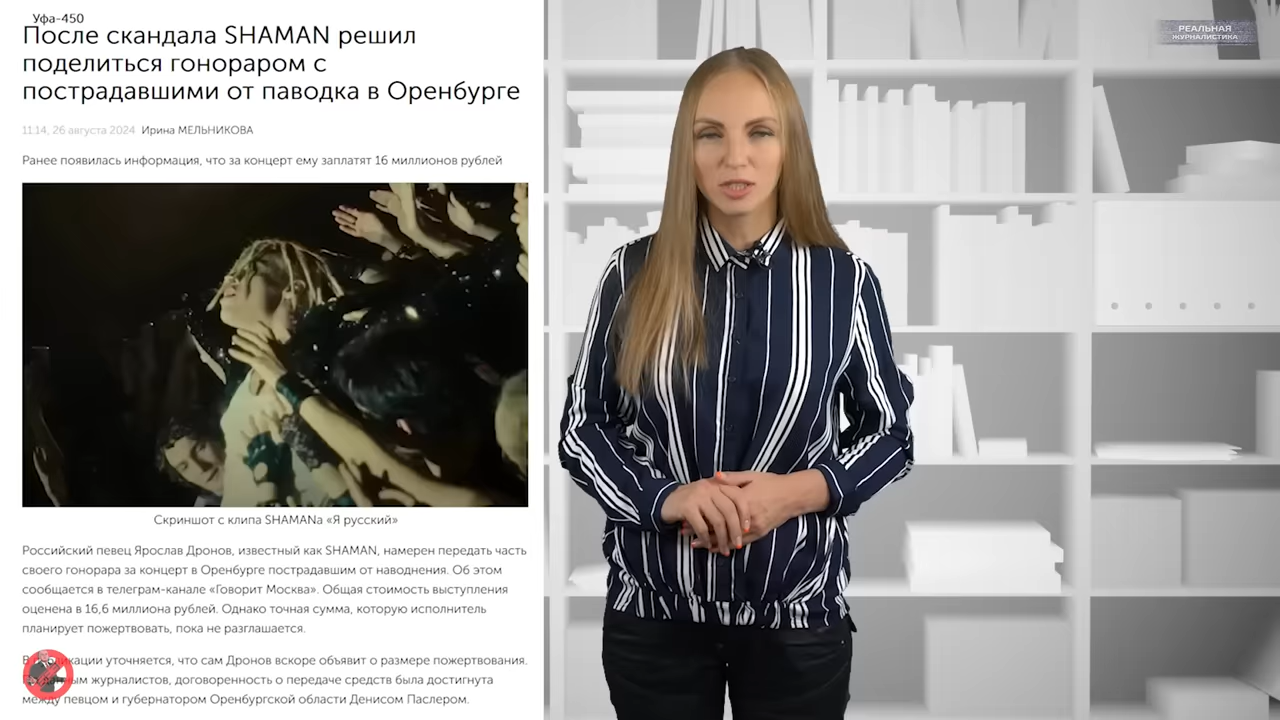 Уфа-450
После скандала SHAMAN решил
поделиться гонораром с
пострадавшими от паводка в Оренбурге
11:14, 26 августа 2024 Ирина МЕЛЬНИКОВА
Ранее появилась информация, что за концерт ему заплатят 16 миллионов рублей
Скриншот с клипа SHAMANа «Я русский»
Российский певец Ярослав Дронов, известный как SHAMAN, намерен передать часть
своего гонорара за концерт в Оренбурге пострадавшим от наводнения. Об этом
сообщается в телеграм-канале «Говорит Москва». Общая стоимость выступления
оценена в 16,6 миллиона рублей. Однако точная сумма, которую исполнитель
планирует пожертвовать, пока не разглашается.
уточняется, что сам Дронов вскоре объявит о размере пожертвования.
журналистов, договоренность о передаче средств была достигнута
между певцом и губернатором Оренбургской области Денисом Паслером.
РЕАЛЬНАЯ
ЖУРНАЛИСТИКА